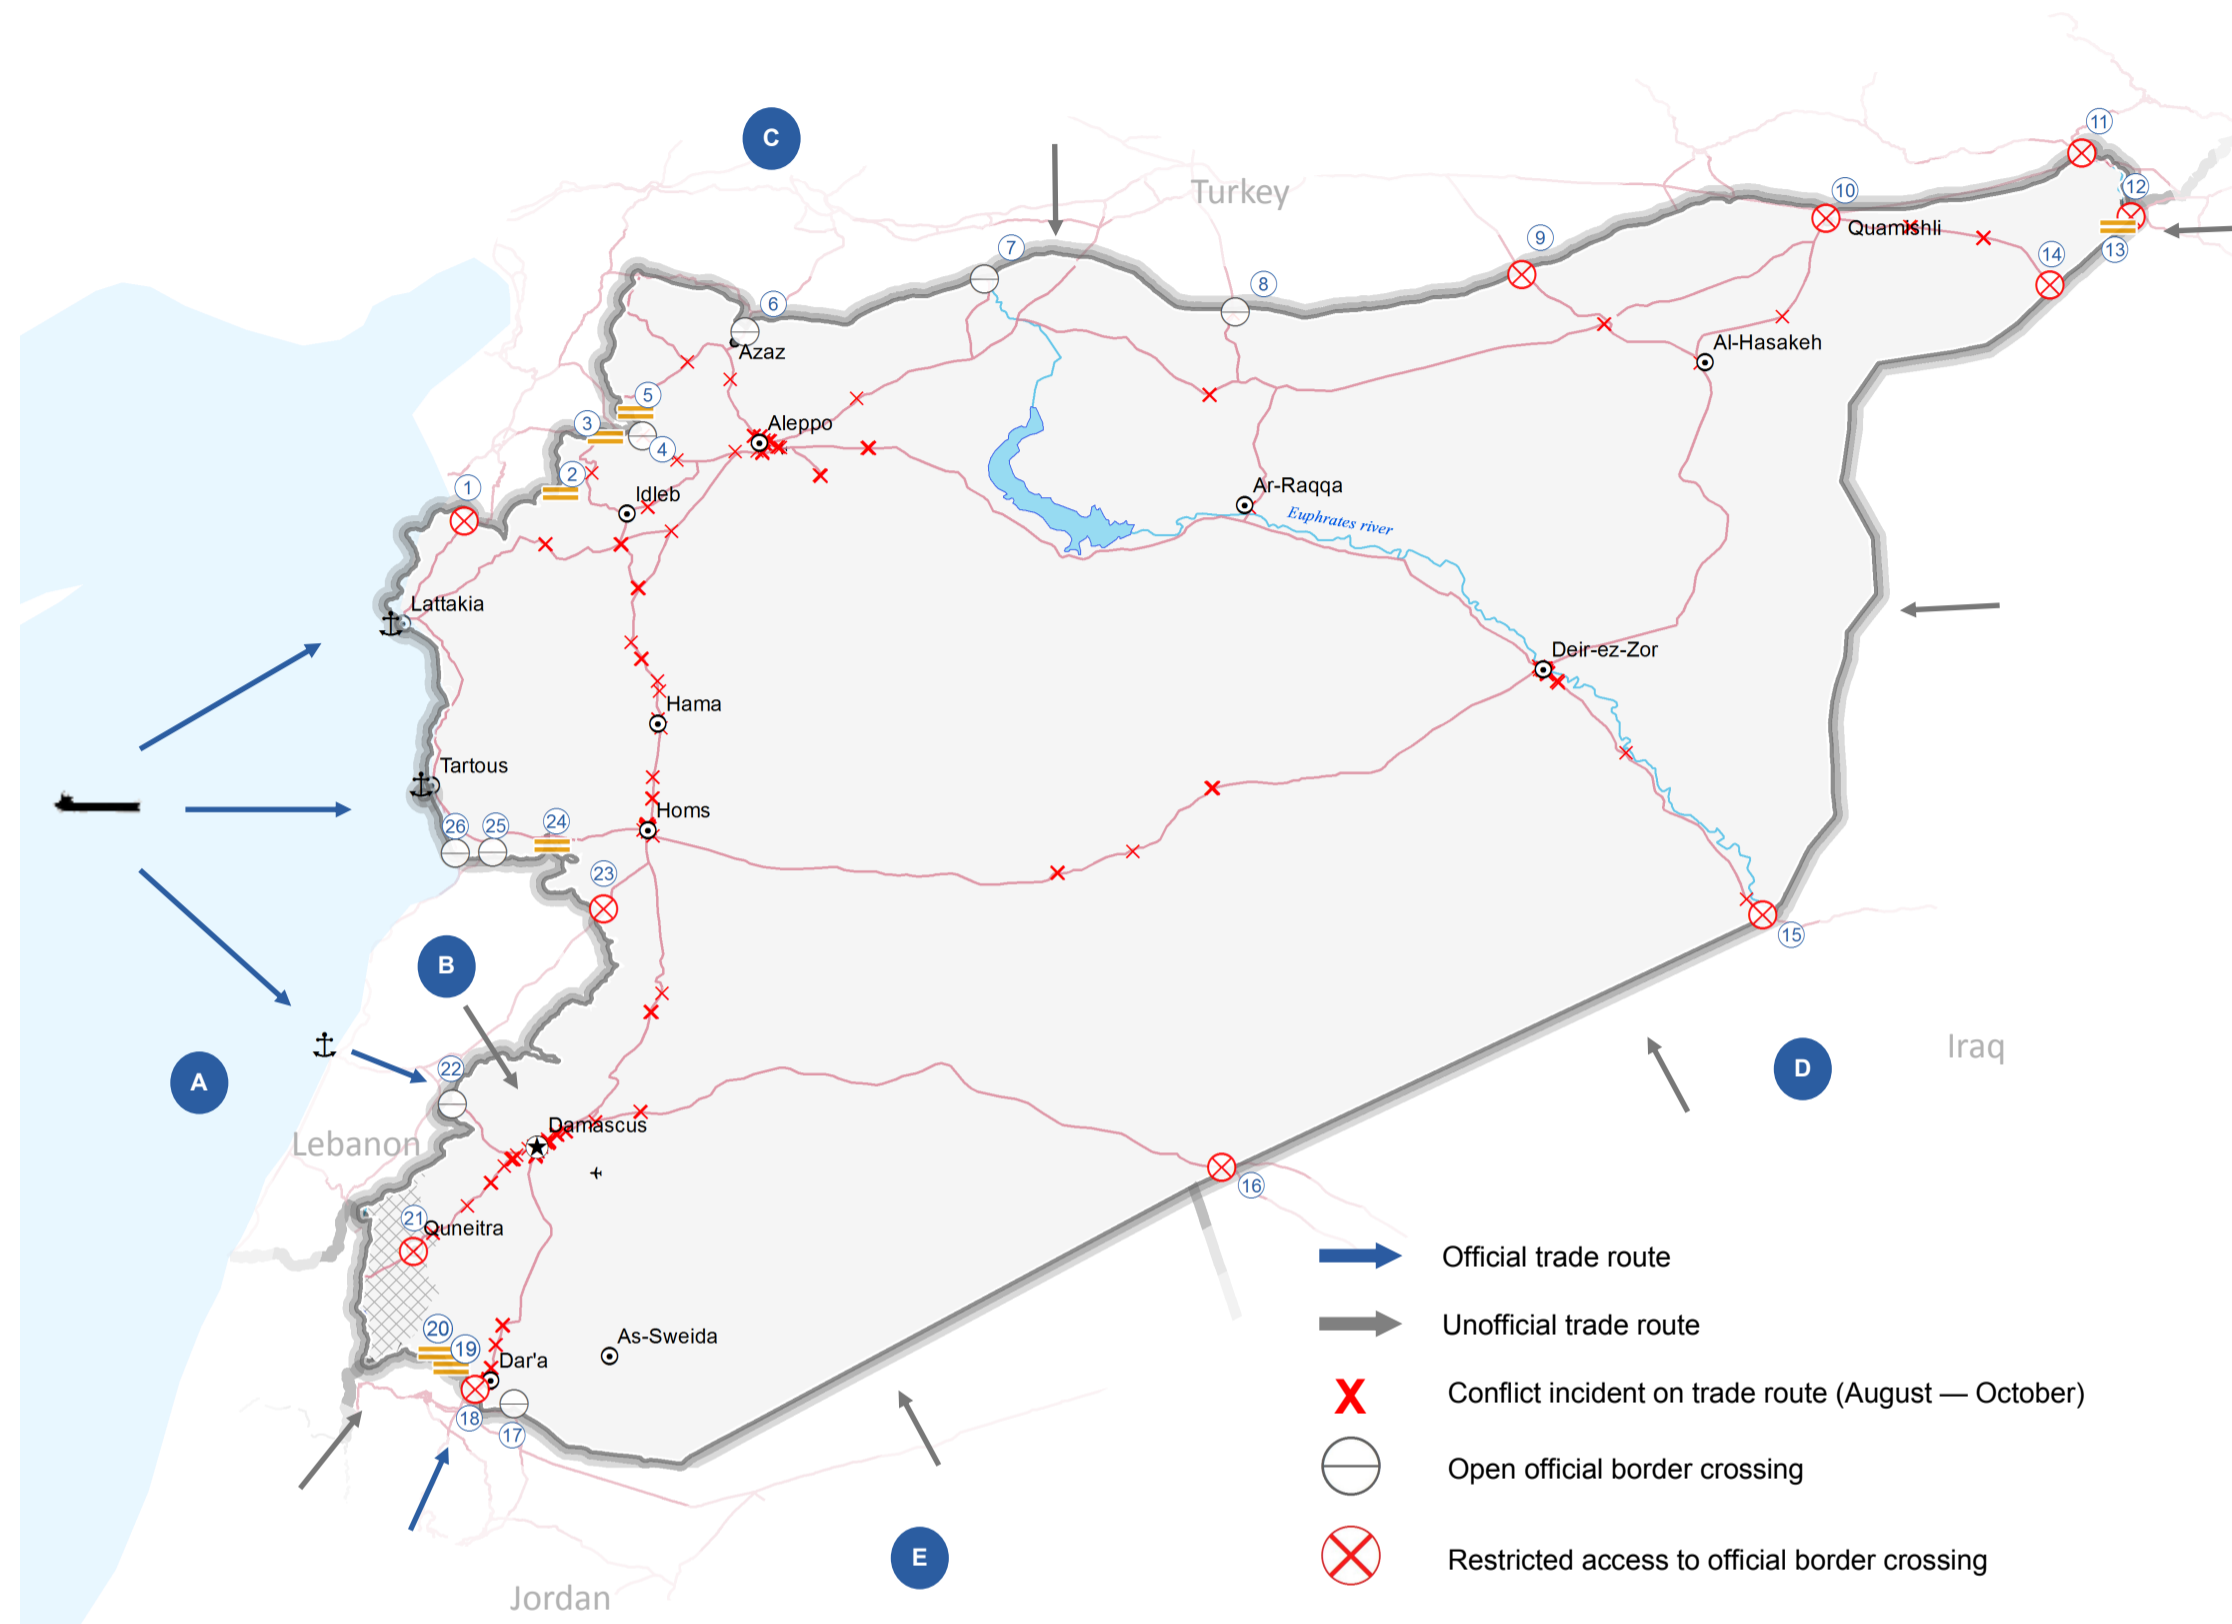 C
11
Turkey
10
12
Quamishli
9
7
13
14
8
6
Al-Hasakeh
Azaz
5
3
Aleppo
4
2
1
Idleb
Ar-Raqqa
Euphrates river
Lattakia
Deir-ez-Zor
Hama
Tartous
Homs
26
25
24
23
15
B
Iraq
D
22
A
Damascus
Lebanon
16
21
Quneitra
Official trade route
Unofficial trade route
20
19
As-Sweida
Dar'a
Conflict incident on trade route (August — October)
18
17
Open official border crossing
E
Restricted access to official border crossing
Jordan